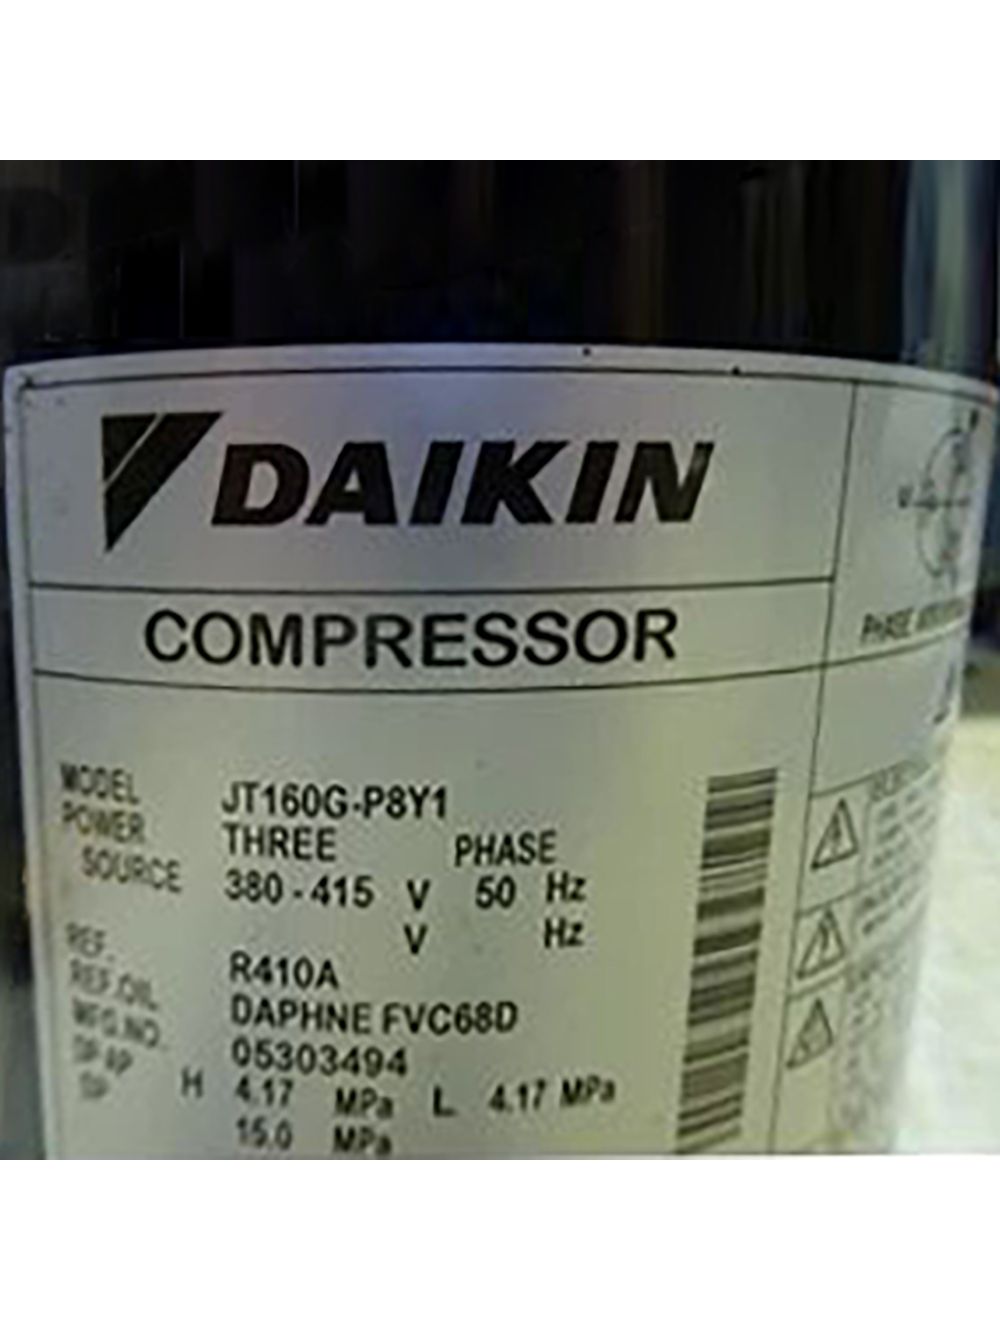 DAIKIN
COMPRESSOR
MODEL JT160G-P8Y1
POWER THREE PHASE
SOURCE 380-415 V 50 Hz
V Hz
REF. R410A
REF.OIL DAPHNE FVC68D
MFG.NO. 05303494
H 4.17 MPa L 4.17 MPa
15.0 MPa
PHASE